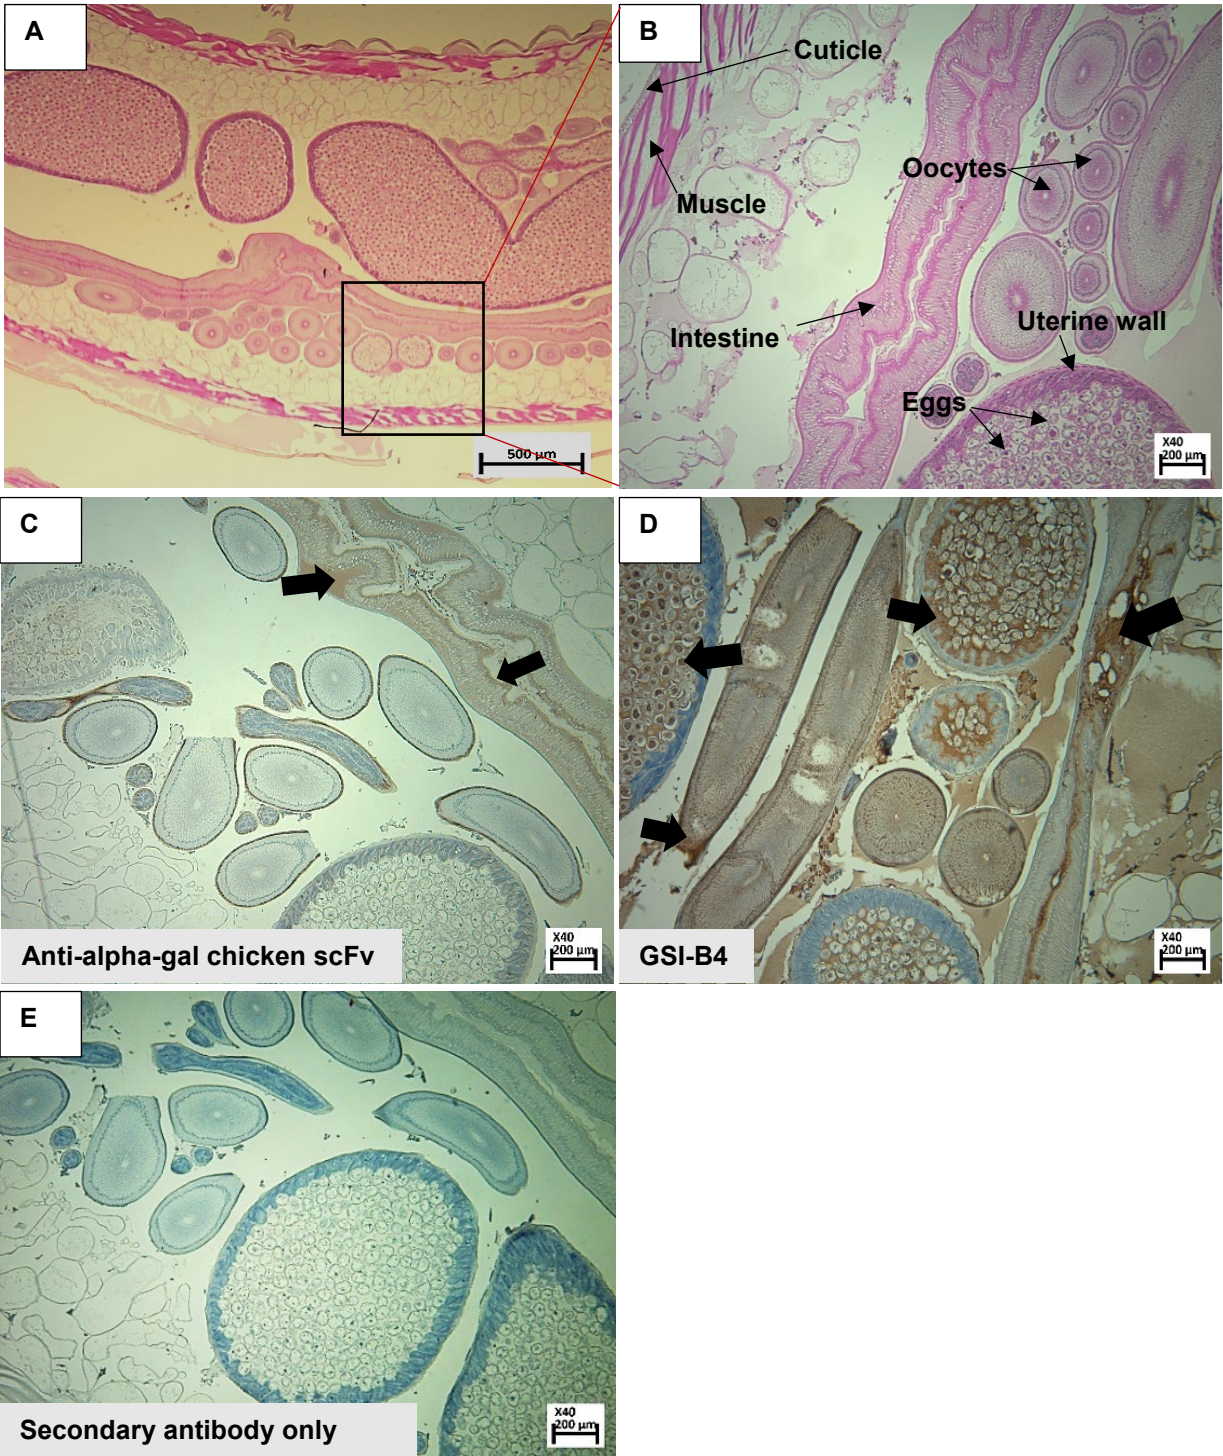 A
500 µm
B
Cuticle
Oocytes
Muscle
Uterine wall
Intestine
Eggs
X40
200 µm
C
Anti-alpha-gal chicken scFv
X40
200 µm
D
GSI-B4
X40
200 µm
E
Secondary antibody only
X40
200 µm